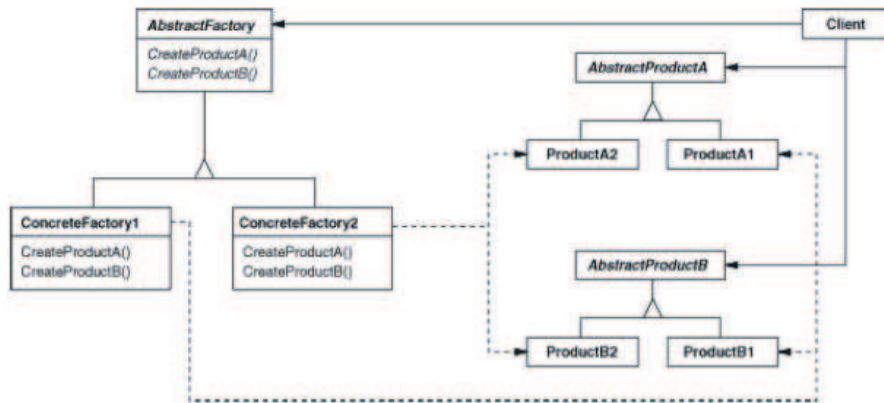 AbstractFactory
CreateProductA()
CreateProductB()
Client
AbstractProductA
ProductA2
ProductA1
ConcreteFactory1
CreateProductA()
CreateProductB()
ConcreteFactory2
CreateProductA()
CreateProductB()
AbstractProductB
ProductB2
ProductB1